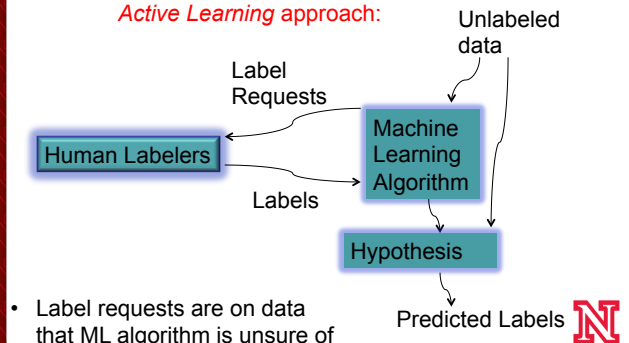 Active Learning approach:
Unlabeled
data
Label
Requests
Machine
Learning
Algorithm
Human Labelers
Labels
Hypothesis
• Label requests are on data
that ML algorithm is unsure of
Predicted Labels
N